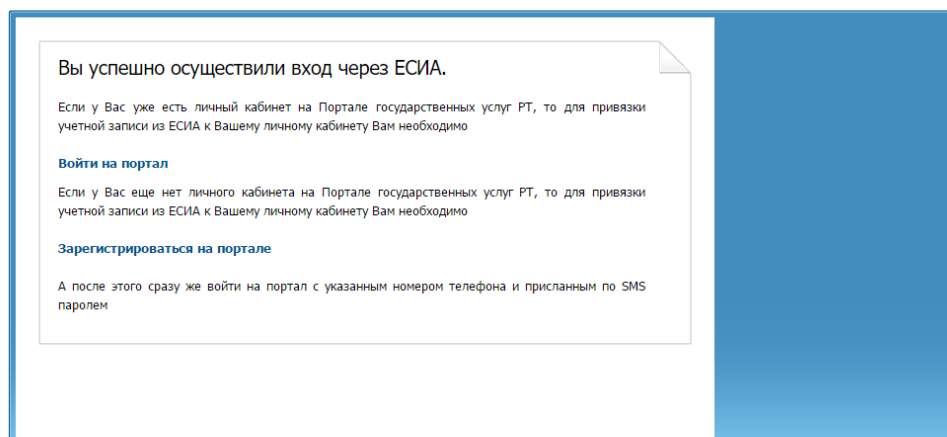 Вы успешно осуществили вход через ЕСИА.
Если у Вас уже есть личный кабинет на Портале государственных услуг РТ, то для привязки
учетной записи из ЕСИА к Вашему личному кабинету Вам необходимо
Войти на портал
Если у Вас еще нет личного кабинета на Портале государственных услуг РТ, то для привязки
учетной записи из ЕСИА к Вашему личному кабинету Вам необходимо
Зарегистрироваться на портале
А после этого сразу же войти на портал с указанным номером телефона и присланным по SMS
паролем